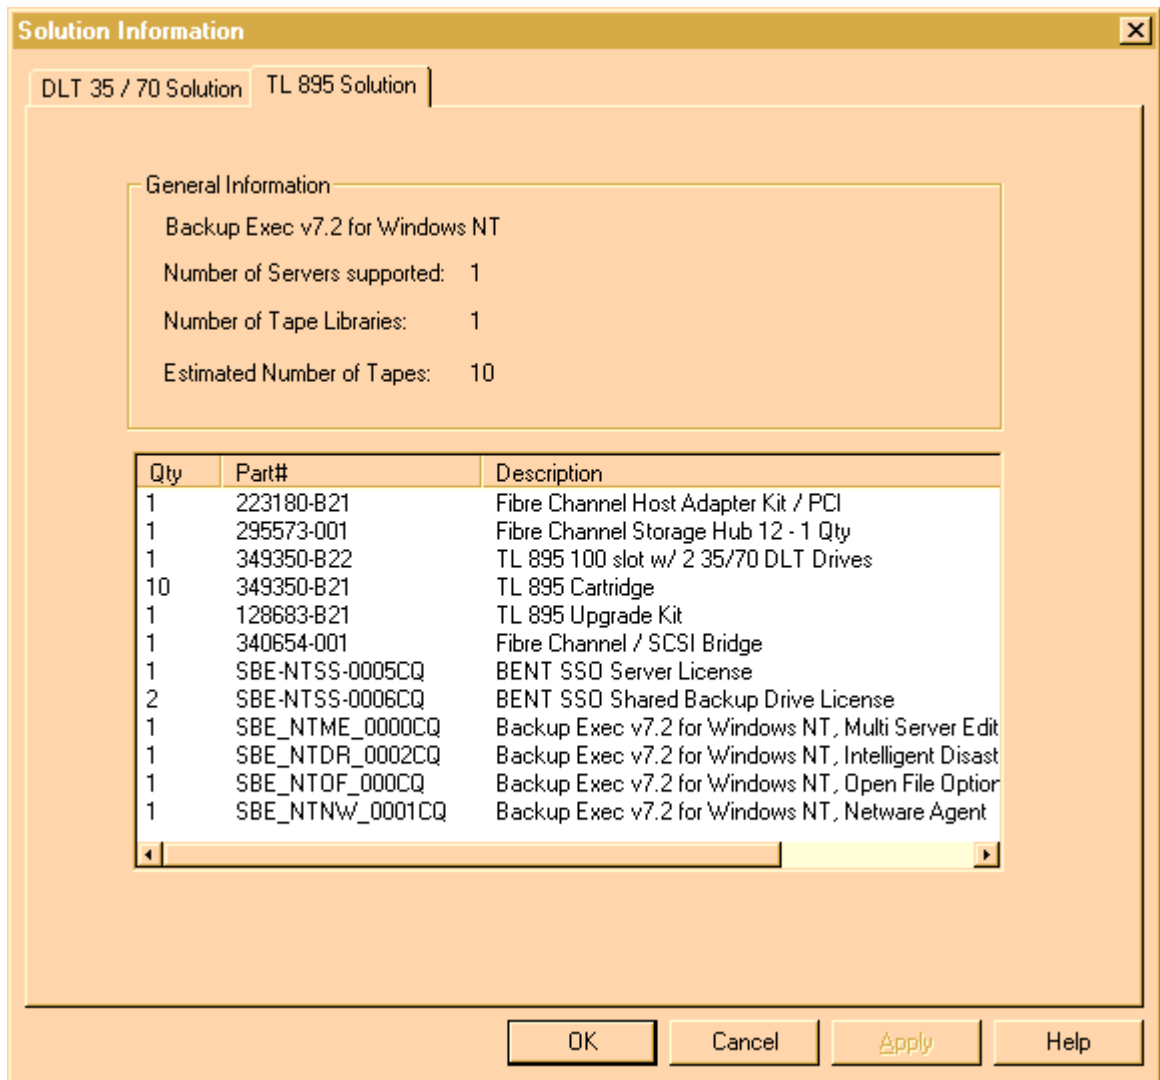 Solution Information
DLT 35 / 70 Solution TL 895 Solution
General Information
Backup Exec v7.2 for Windows NT
Number of Servers supported: 1
Number of Tape Libraries: 1
Estimated Number of Tapes: 10
Qty Part# Description
1 223180-B21 Fibre Channel Host Adapter Kit / PCI
1 295573-001 Fibre Channel Storage Hub 12 - 1 Qty
1 349350-B22 TL 895 100 slot w/ 2 35/70 DLT Drives
10 349350-B21 TL 895 Cartridge
1 128683-B21 TL 895 Upgrade Kit
1 340654-001 Fibre Channel / SCSI Bridge
1 SBE-NTSS-0005CQ BENT SSO Server License
2 SBE-NTSS-0006CQ BENT SSO Shared Backup Drive License
1 SBE_NTME_0000CQ Backup Exec v7.2 for Windows NT, Multi Server Edit
1 SBE_NTDR_0002CQ Backup Exec v7.2 for Windows NT, Intelligent Disast
1 SBE_NTOF_000CQ Backup Exec v7.2 for Windows NT, Open File Option
1 SBE_NTNW_0001CQ Backup Exec v7.2 for Windows NT, Netware Agent
OK Cancel Apply Help